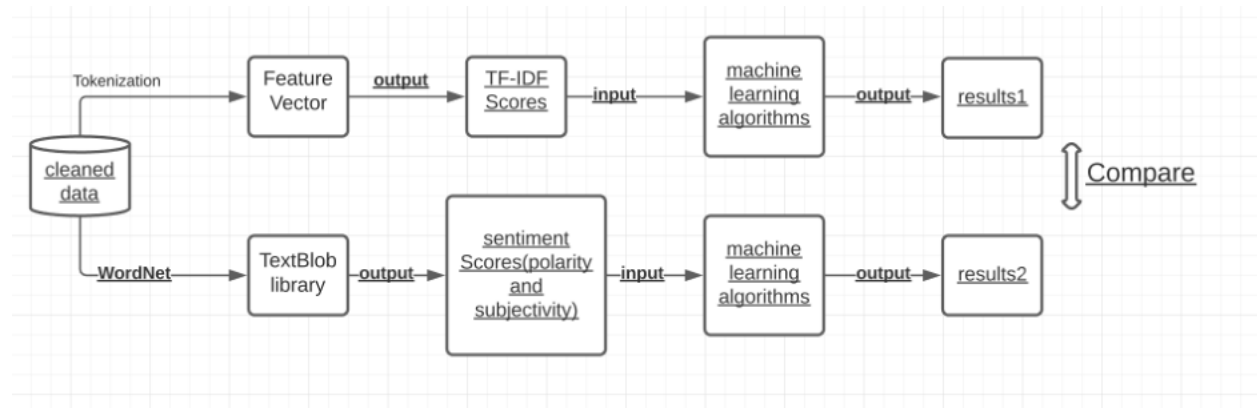 Tokenization
Feature
Vector
output
TF-IDF
Scores
input
machine
learning
algorithms
output
results1
cleaned
data
Compare
WordNet
TextBlob
library
output
sentiment
Scores(polarity
and
subjectivity)
input
machine
learning
algorithms
output
results2